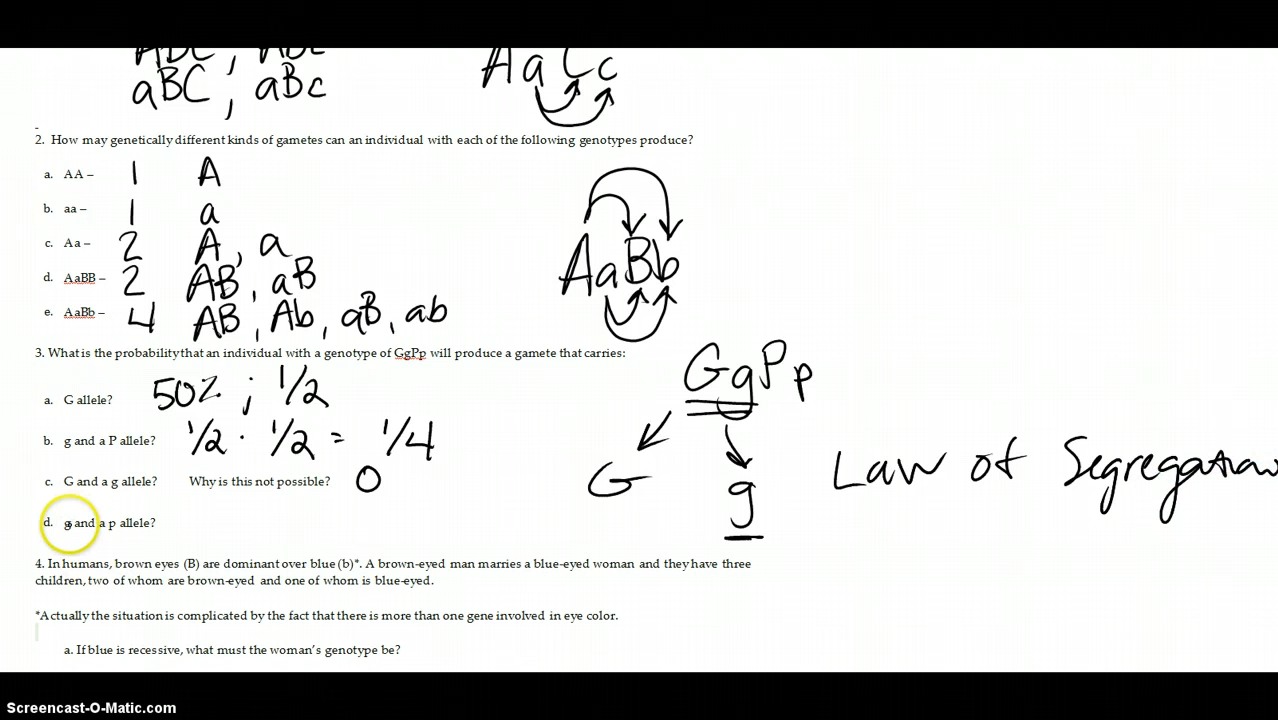 ABC ; ABc
aBC ; aBc
AaCc
2. How may genetically different kinds of gametes can an individual with each of the following genotypes produce?
a. AA – 1 A
b. aa – 1 a
c. Aa – 2 A, a
d. AaBB – 2 AB, aB
e. AaBb – 4 AB, Ab, aB, ab
AaBb
3. What is the probability that an individual with a genotype of GgPp will produce a gamete that carries:
GgPp
a. G allele? 50% ; 1/2
b. g and a P allele? 1/2 · 1/2 = 1/4
c. G and a g allele? Why is this not possible? 0
G
g
Law of Segregation
d. g and a p allele?
4. In humans, brown eyes (B) are dominant over blue (b)*. A brown-eyed man marries a blue-eyed woman and they have three
children, two of whom are brown-eyed and one of whom is blue-eyed.
*Actually the situation is complicated by the fact that there is more than one gene involved in eye color.
a. If blue is recessive, what must the woman's genotype be?
Screencast-O-Matic.com